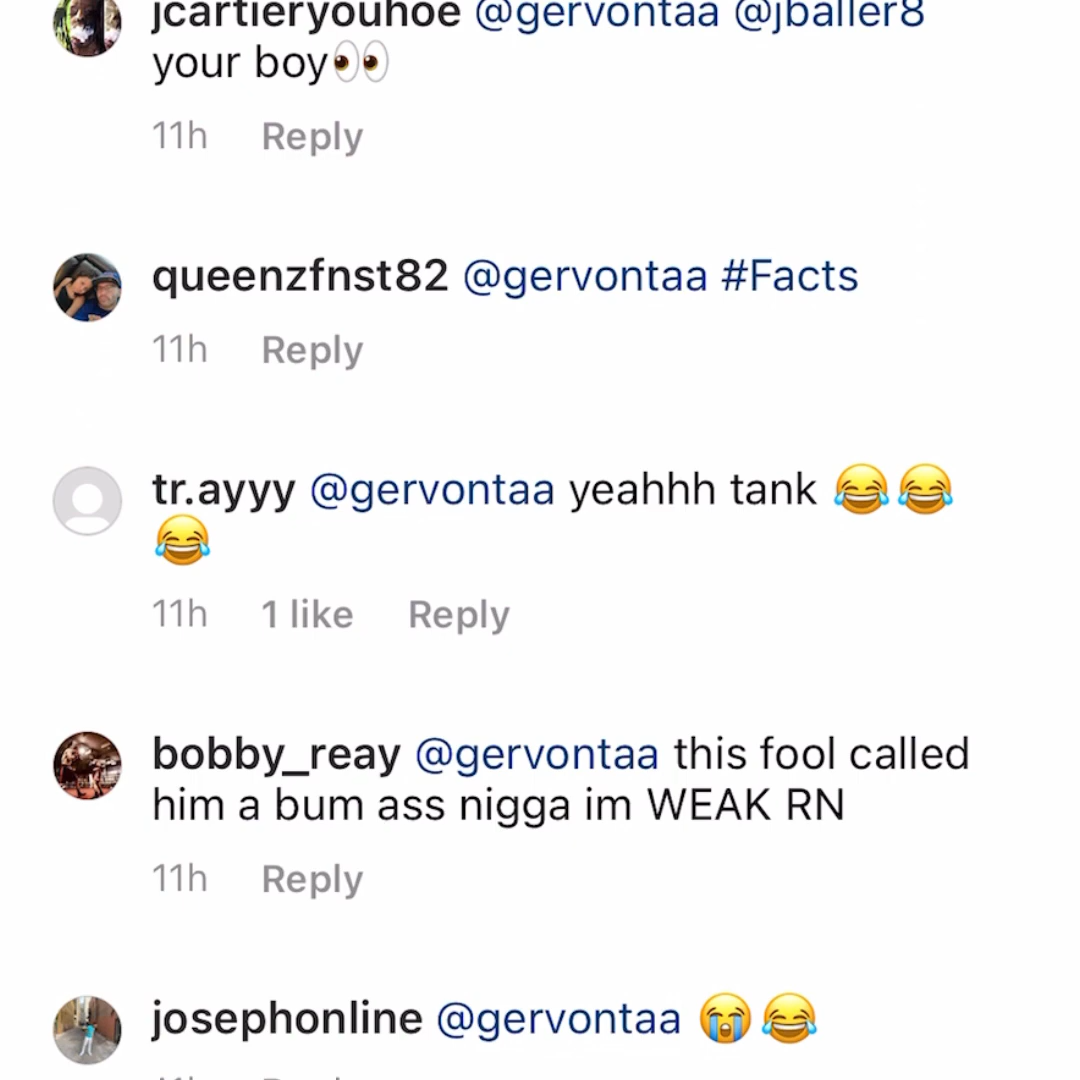 jcartieryouhoe @gervontaa @jballer8
your boy👀
11h Reply
queenzfnst82 @gervontaa #Facts
11h Reply
tr.ayyy @gervontaa yeahhh tank 😂😂
😂
11h 1 like Reply
bobby_reay @gervontaa this fool called
him a bum ass nigga im WEAK RN
11h Reply
josephonline @gervontaa 😭😂